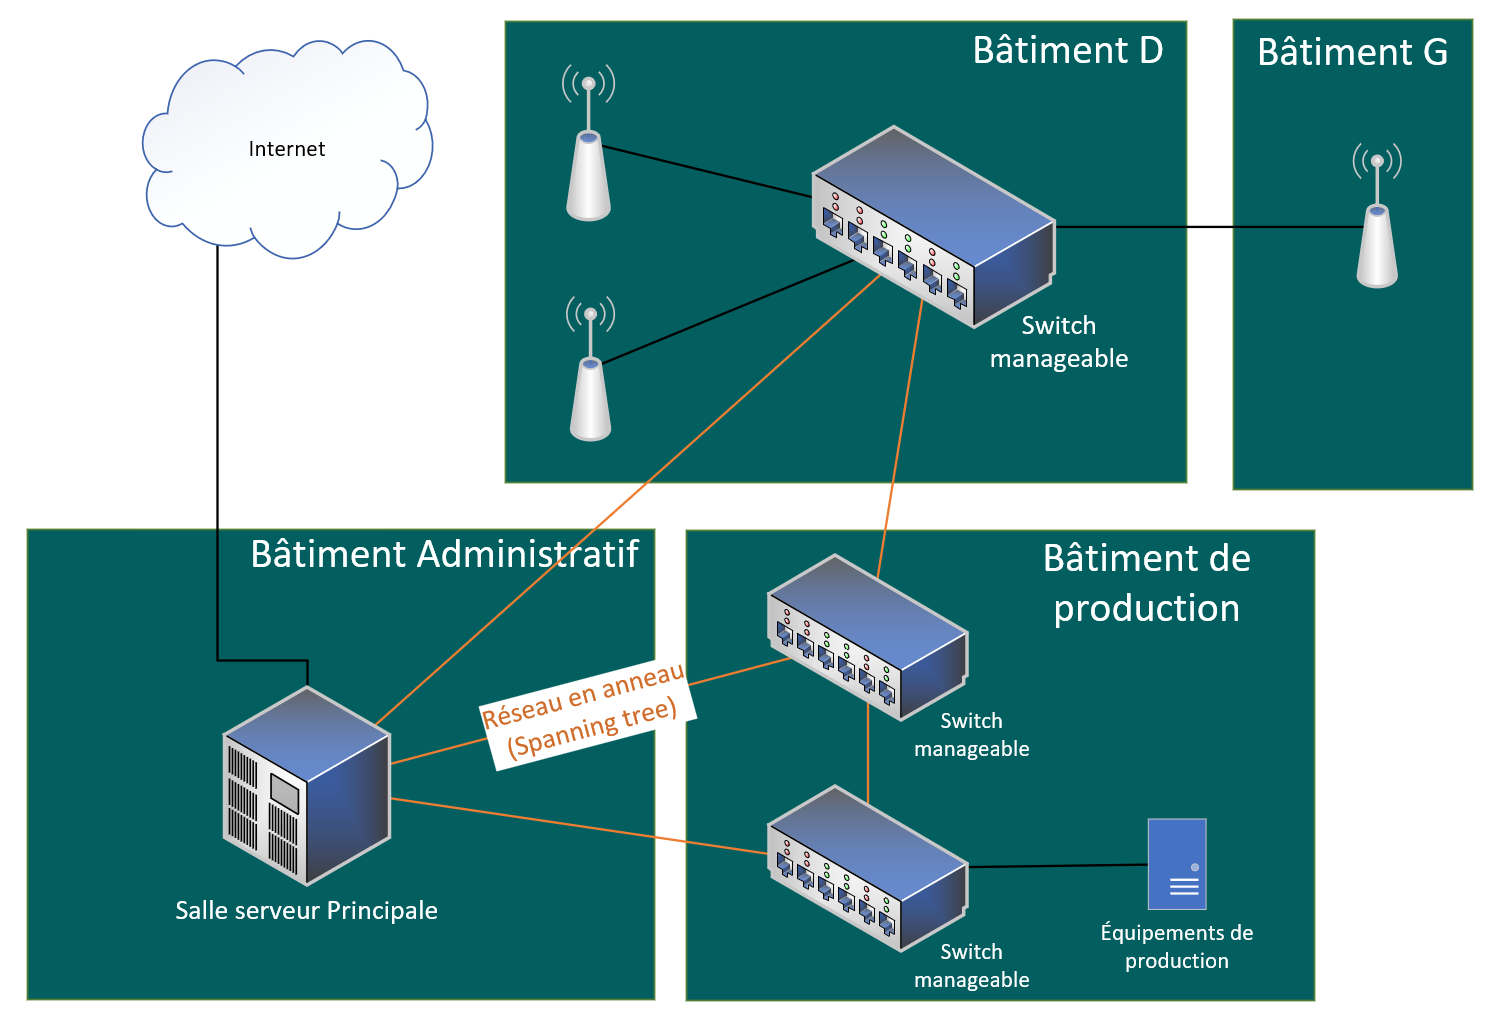 Bâtiment D
Bâtiment G
Internet
Switch
manageable
Bâtiment Administratif
Bâtiment de
production
Réseau en anneau
(Spanning tree)
Switch
manageable
Salle serveur Principale
Équipements de
production
Switch
manageable